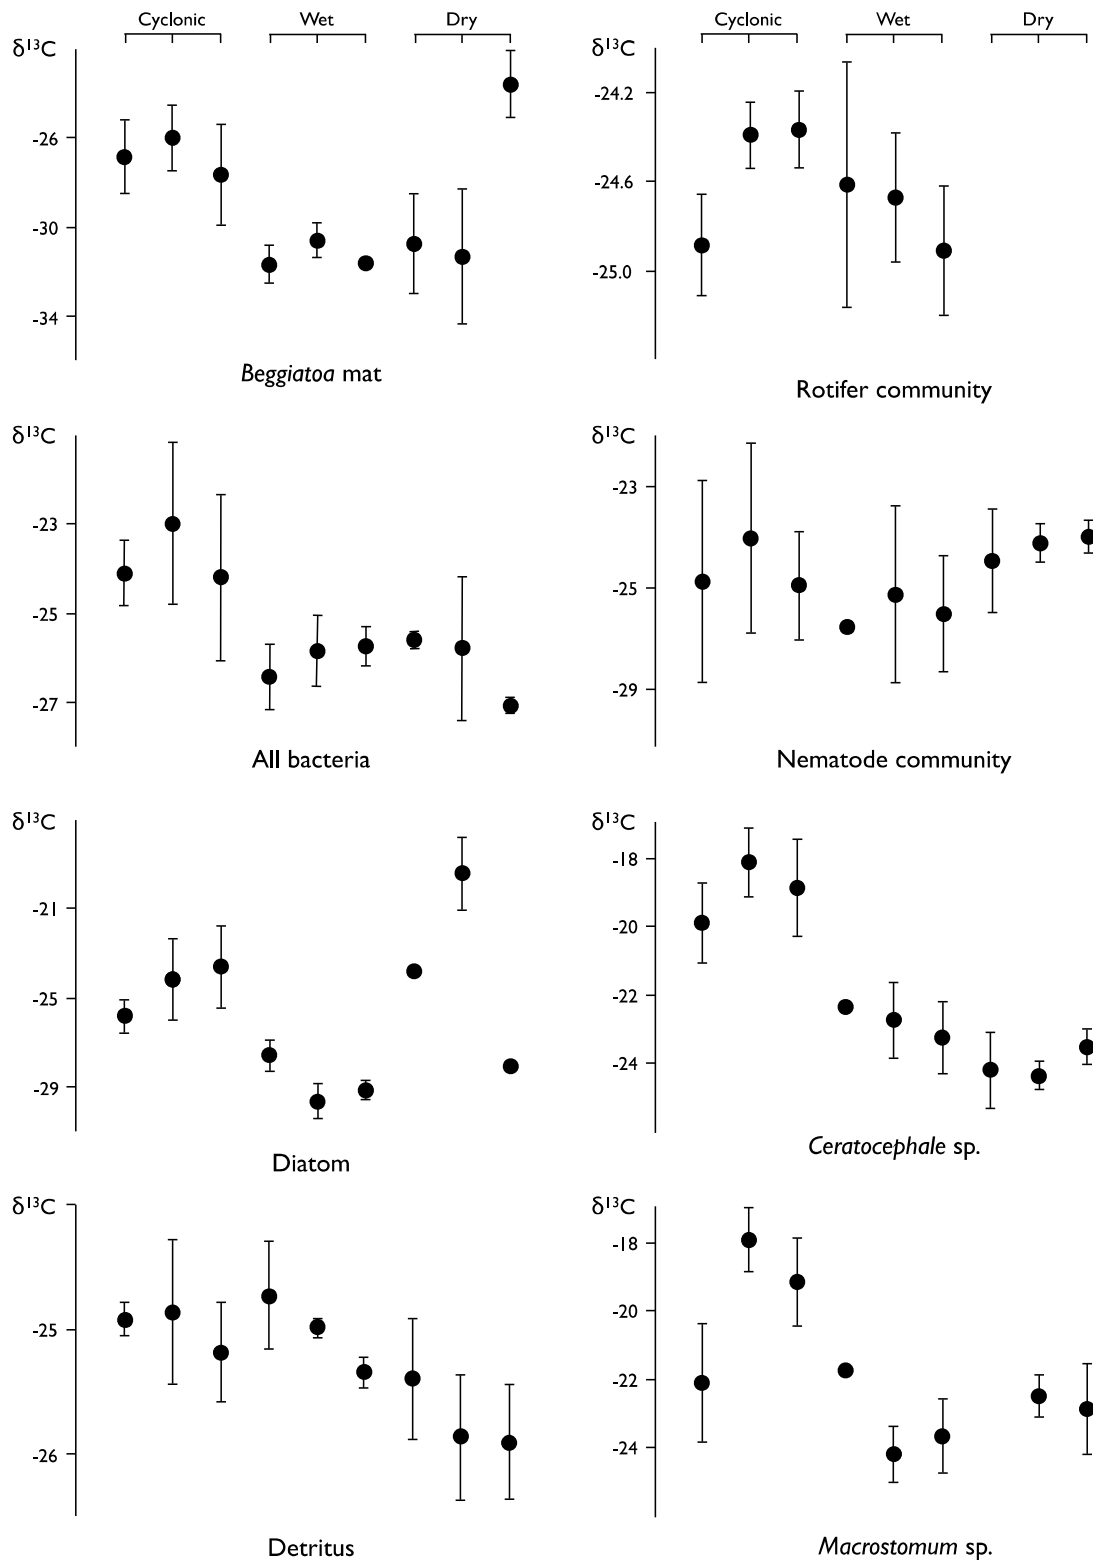 Cyclonic Wet Dry
δ¹³C
-26
-30
-34
Beggiatoa mat
Cyclonic Wet Dry
δ¹³C
-24.2
-24.6
-25.0
Rotifer community
δ¹³C
-23
-25
-27
All bacteria
δ¹³C
-23
-25
-29
Nematode community
δ¹³C
-21
-25
-29
Diatom
δ¹³C
-18
-20
-22
-24
Ceratocephale sp.
δ¹³C
-25
-26
Detritus
δ¹³C
-18
-20
-22
-24
Macrostomum sp.